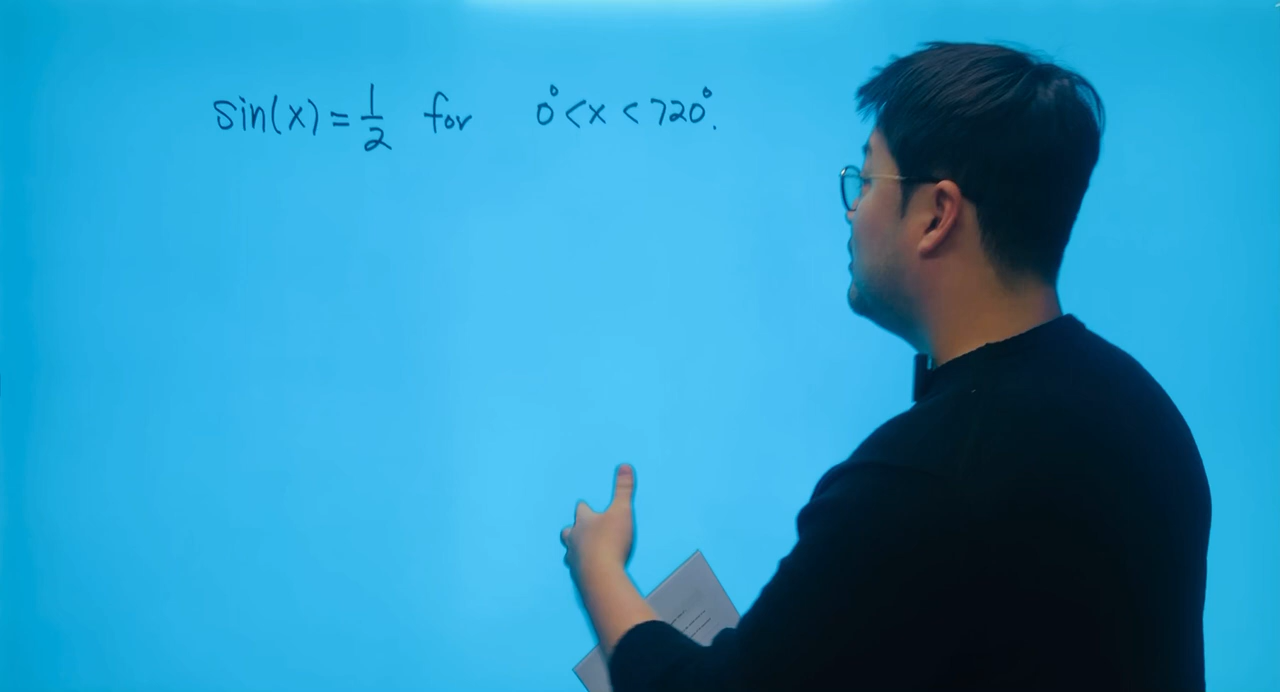 sin(x) = 1/2 for 0° < x < 720°.